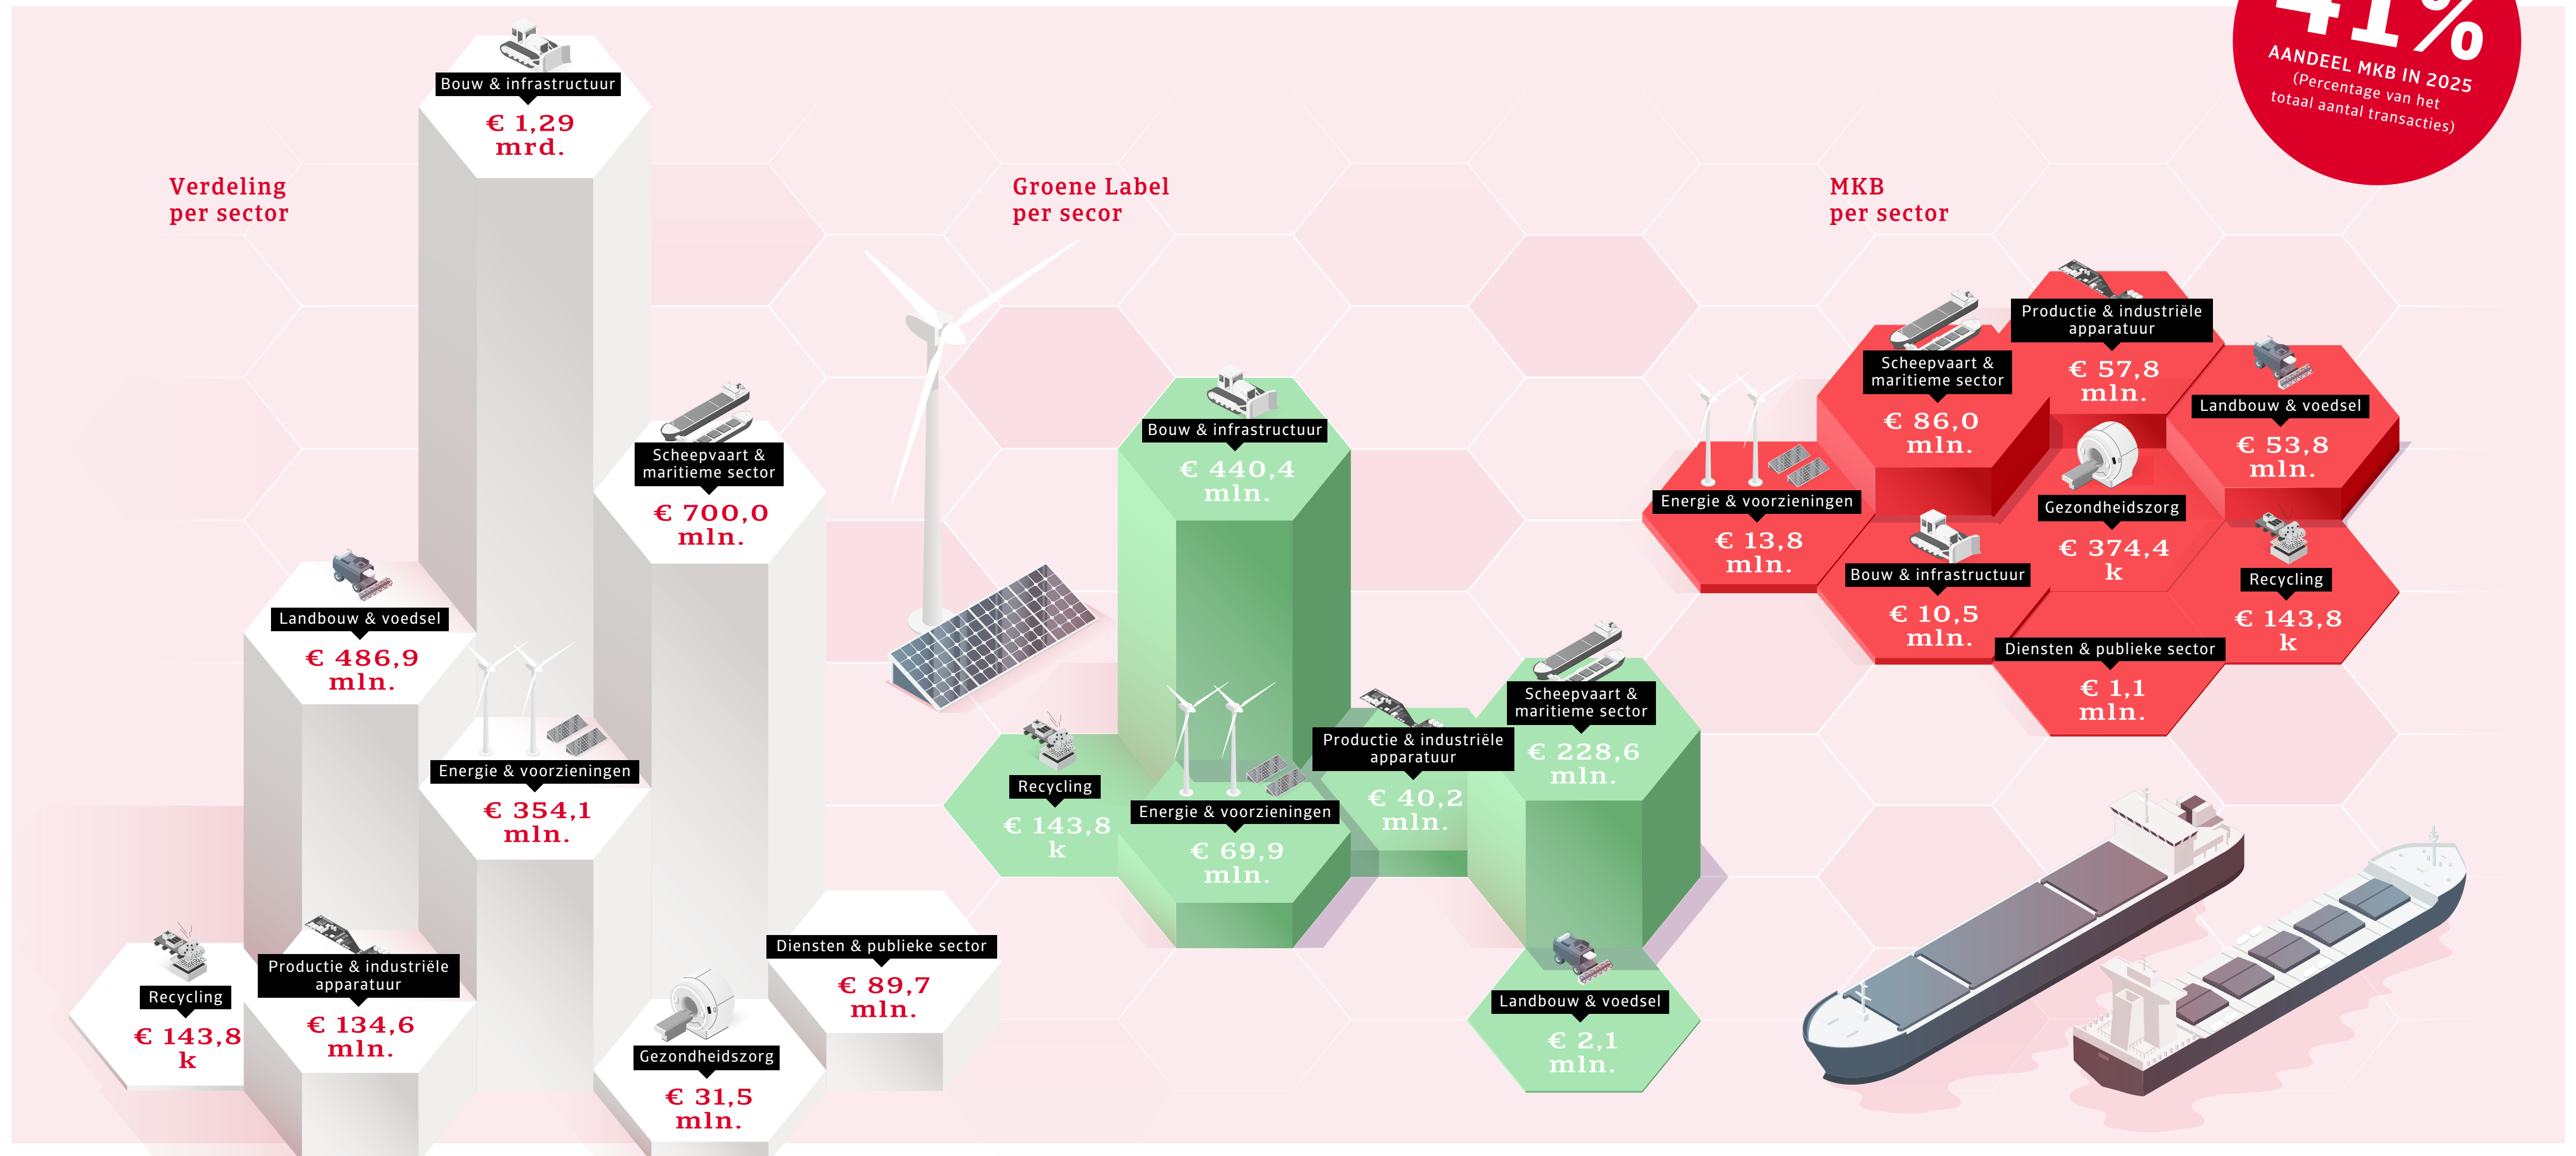 41%
AANDEEL MKB IN 2025
(Percentage van het
totaal aantal transacties)
Verdeling
per sector
Bouw & infrastructuur
€ 1,29
mrd.
Scheepvaart &
maritieme sector
€ 700,0
mln.
Landbouw & voedsel
€ 486,9
mln.
Energie & voorzieningen
€ 354,1
mln.
Recycling
€ 143,8
k
Productie & industriële
apparatuur
€ 134,6
mln.
Diensten & publieke sector
€ 89,7
mln.
Gezondheidszorg
€ 31,5
mln.
Groene Label
per secor
Bouw & infrastructuur
€ 440,4
mln.
Scheepvaart &
maritieme sector
€ 228,6
mln.
Productie & industriële
apparatuur
€ 40,2
mln.
Recycling
€ 143,8
k
Energie & voorzieningen
€ 69,9
mln.
Landbouw & voedsel
€ 2,1
mln.
MKB
per sector
Productie & industriële
apparatuur
€ 57,8
mln.
Scheepvaart &
maritieme sector
€ 86,0
mln.
Landbouw & voedsel
€ 53,8
mln.
Energie & voorzieningen
€ 13,8
mln.
Gezondheidszorg
€ 374,4
k
Bouw & infrastructuur
€ 10,5
mln.
Recycling
€ 143,8
k
Diensten & publieke sector
€ 1,1
mln.